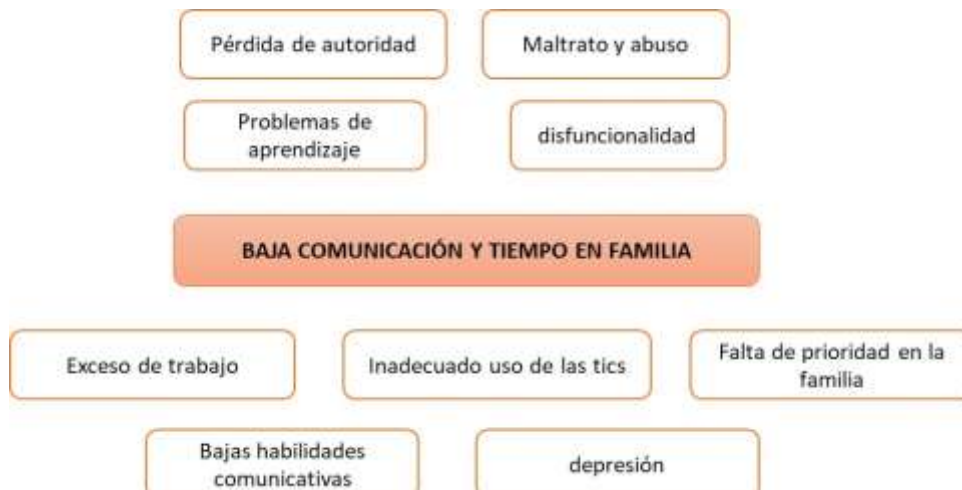 Pérdida de autoridad
Maltrato y abuso
Problemas de
aprendizaje
disfuncionalidad
BAJA COMUNICACIÓN Y TIEMPO EN FAMILIA
Exceso de trabajo
Inadecuado uso de las tics
Falta de prioridad en la
familia
Bajas habilidades
comunicativas
depresión